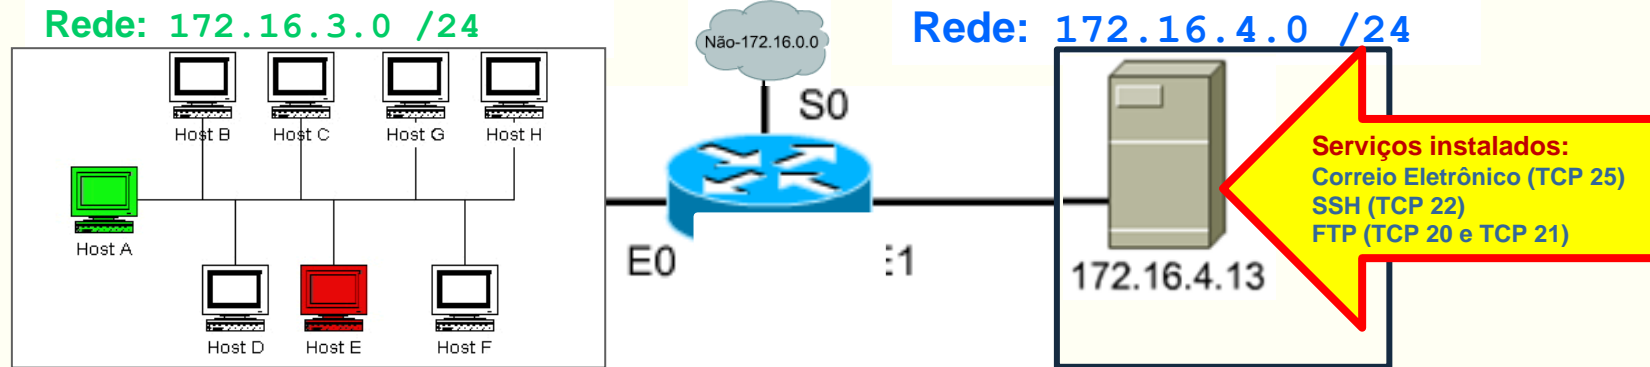 Rede: 172.16.3.0 /24
Não-172.16.0.0
Rede: 172.16.4.0 /24
S0
Host B
Host C
Host G
Host H
Host A
Host D
Host E
Host F
E0
:1
172.16.4.13
Serviços instalados:
Correio Eletrônico (TCP 25)
SSH (TCP 22)
FTP (TCP 20 e TCP 21)